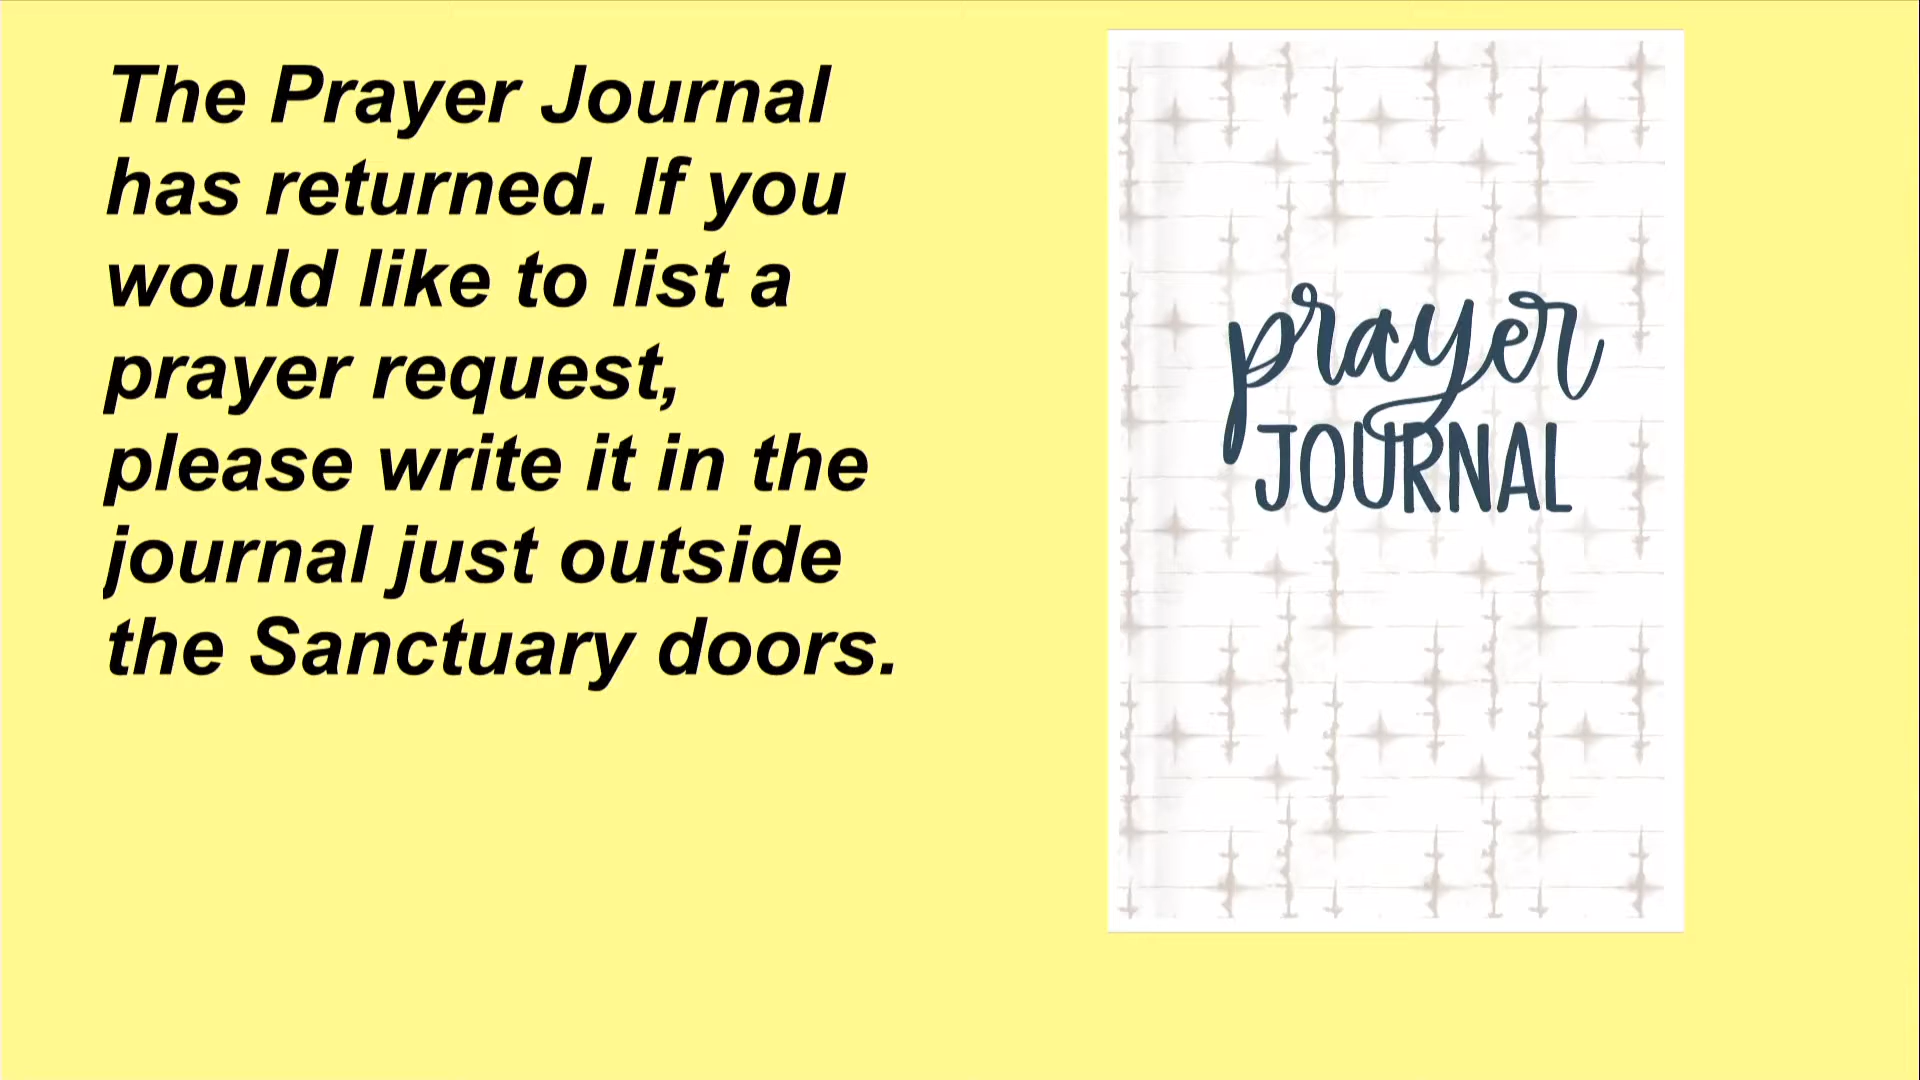 The Prayer Journal
has returned. If you
would like to list a
prayer request,
please write it in the
journal just outside
the Sanctuary doors.
prayer
JOURNAL